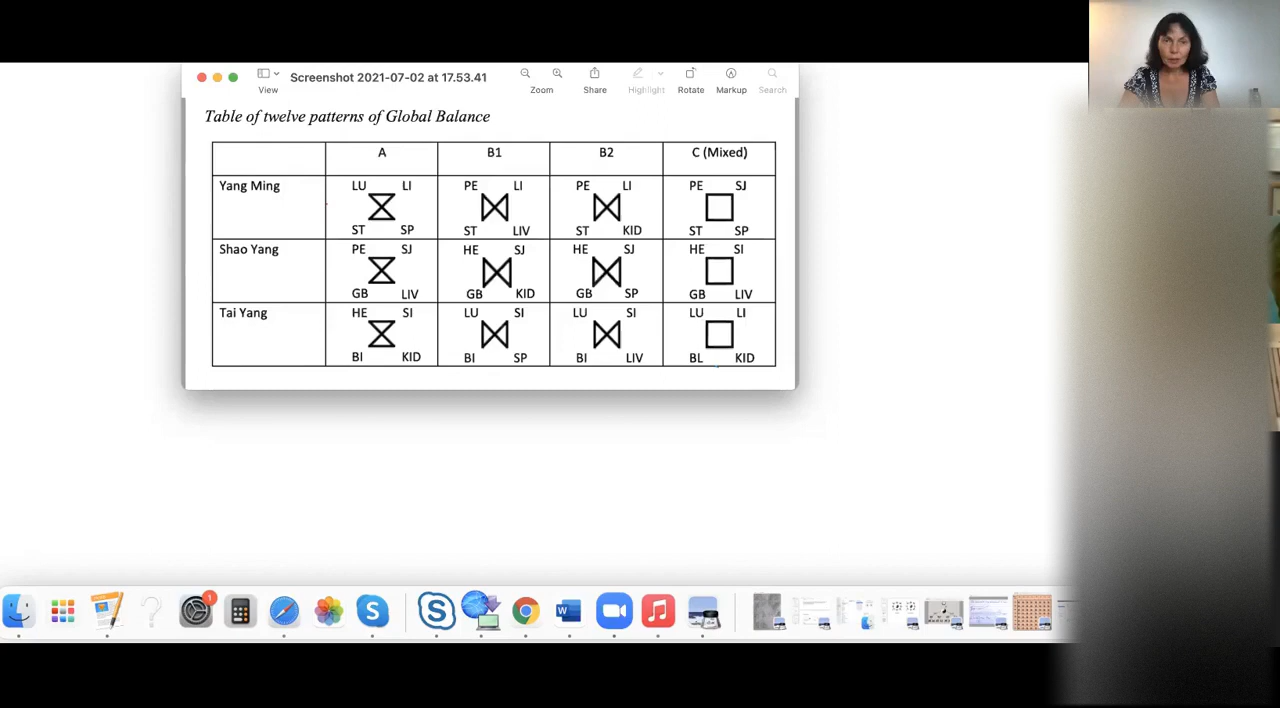 Screenshot 2021-07-02 at 17.53.41
View Zoom Share Highlight Rotate Markup Search
Table of twelve patterns of Global Balance
A B1 B2 C (Mixed)
Yang Ming
LU LI PE LI PE LI PE SJ
ST SP ST LIV ST KID ST SP
Shao Yang
PE SJ HE SJ HE SJ HE SI
GB LIV GB KID GB SP GB LIV
Tai Yang
HE SI LU SI LU SI LU LI
BI KID BI SP BI LIV BL KID
1